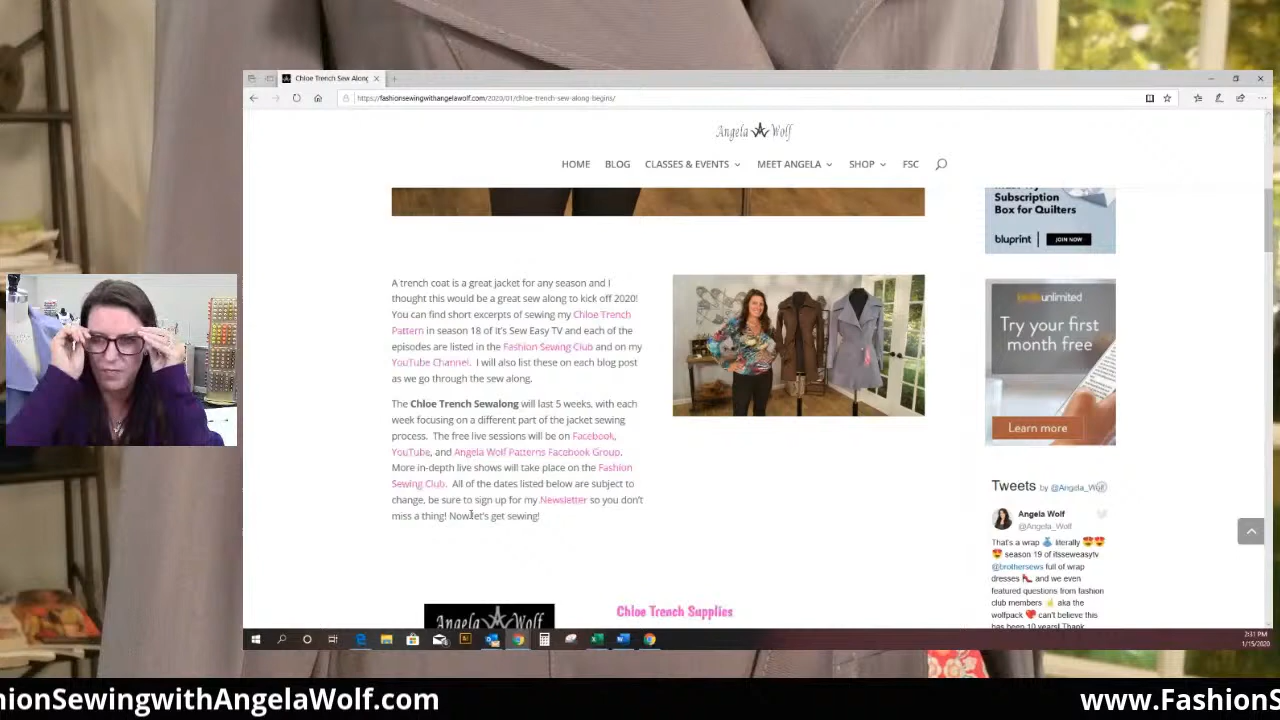 Chloe Trench Sew Along
https://fashionsewingwithangelawolf.com/2020/01/chloe-trench-sew-along-begins/
Angela Wolf
HOME BLOG CLASSES & EVENTS MEET ANGELA SHOP FSC
A trench coat is a great jacket for any season and I
thought this would be a great sew along to kick off 2020!
You can find short excerpts of sewing my Chloe Trench
Pattern in season 18 of it's Sew Easy TV and each of the
episodes are listed in the Fashion Sewing Club and on my
YouTube Channel. I will also list these on each blog post
as we go through the sew along.
The Chloe Trench Sewalong will last 5 weeks, with each
week focusing on a different part of the jacket sewing
process. The free live sessions will be on Facebook,
YouTube, and Angela Wolf Patterns Facebook Group.
More in-depth live shows will take place on the Fashion
Sewing Club. All of the dates listed below are subject to
change, be sure to sign up for my Newsletter so you don't
miss a thing! Now let's get sewing!
Angela Wolf
Chloe Trench Supplies
Subscription
Box for Quilters
bluprint JOIN NOW
unlimited
Try your first
month free
Learn more
Tweets by @Angela_Wolf
Angela Wolf
@Angela_Wolf
That's a wrap literally
season 19 of itsseweasytv
@brothersews full of wrap
dresses and we even
featured questions from fashion
club members aka the
wolfpack can't believe this
has been 10 years! Thank
2:31 PM
1/15/2020
hionSewingwithAngelaWolf.com www.FashionS